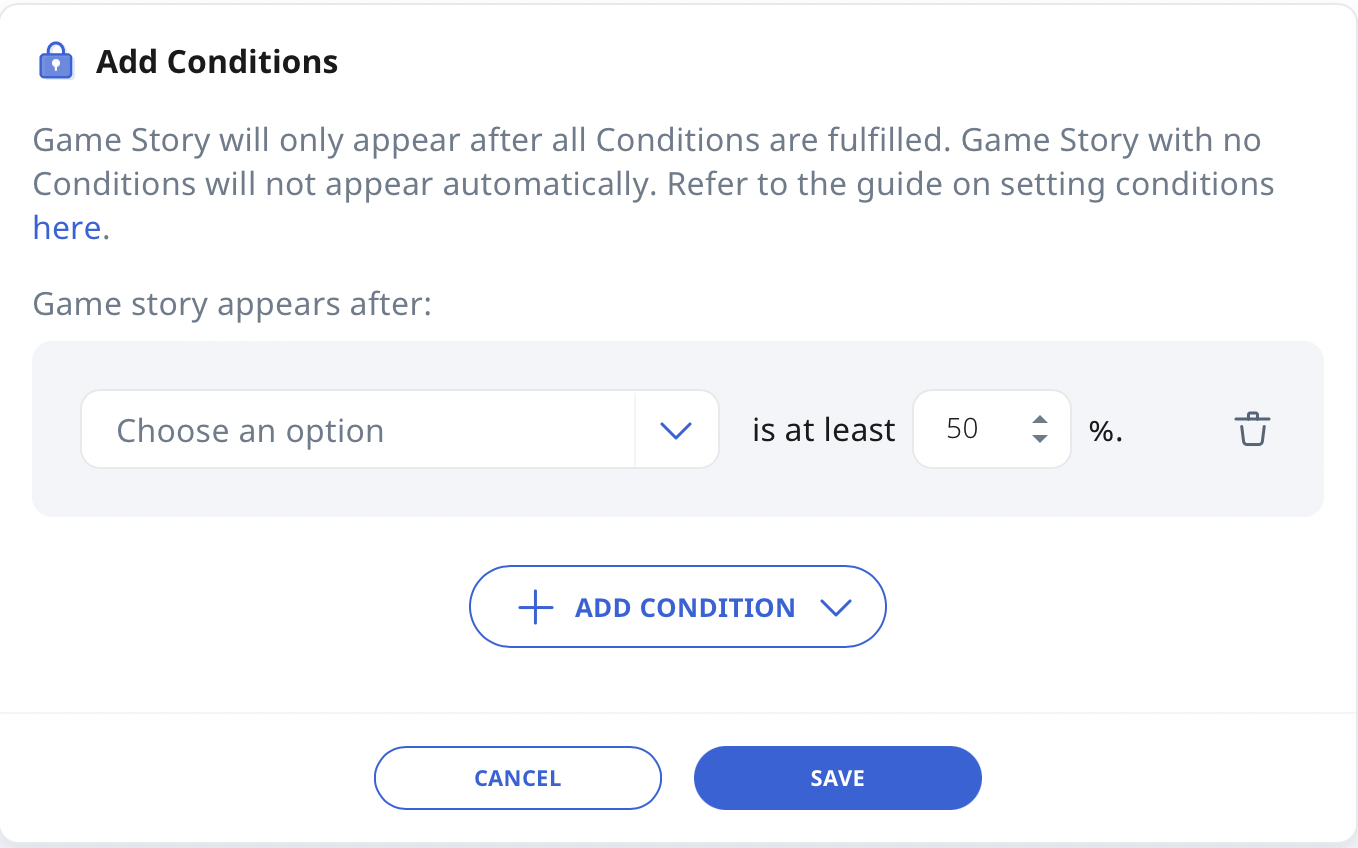 Add Conditions
Game Story will only appear after all Conditions are fulfilled. Game Story with no
Conditions will not appear automatically. Refer to the guide on setting conditions
here.
Game story appears after:
Choose an option is at least 50 %.
ADD CONDITION
CANCEL SAVE